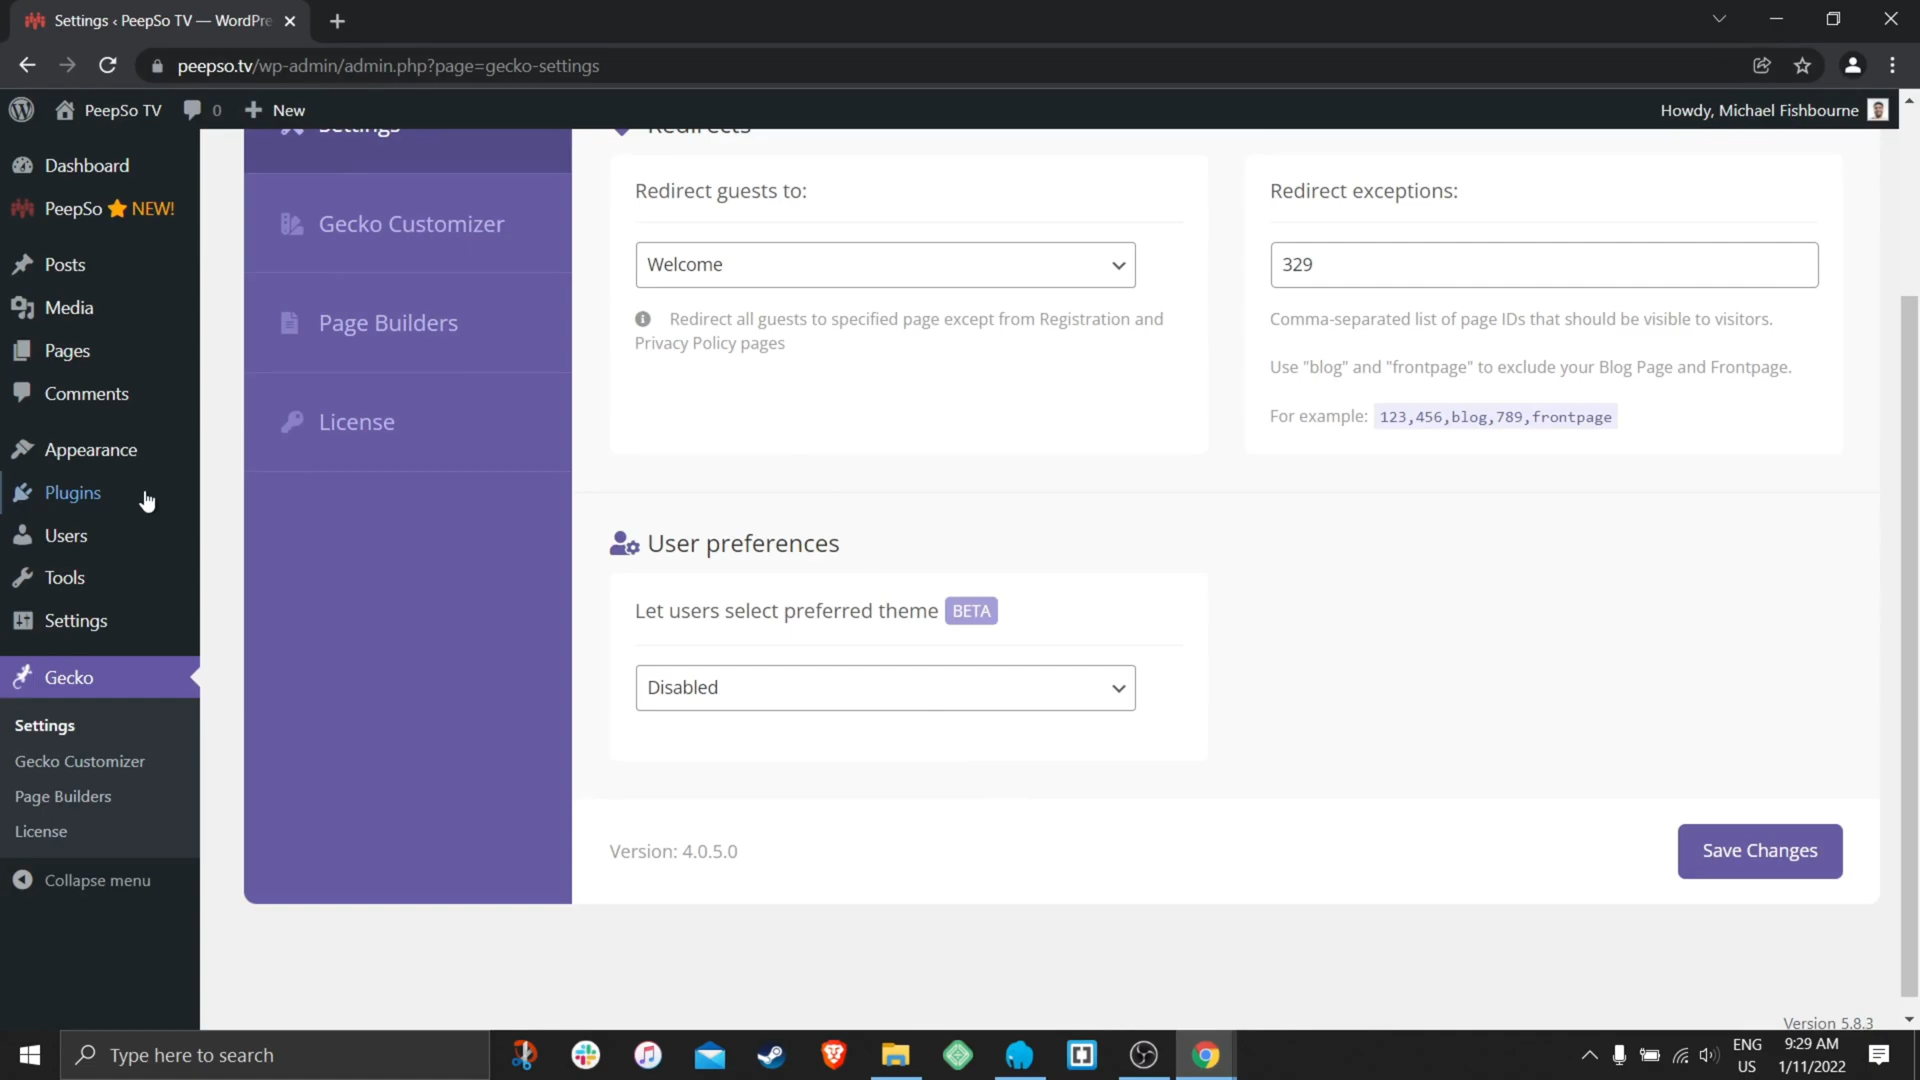 Settings ‹ PeepSo TV — WordPre
peepso.tv/wp-admin/admin.php?page=gecko-settings
PeepSo TV
0
New
Howdy, Michael Fishbourne
Dashboard
PeepSo ⭐ NEW!
Posts
Media
Pages
Comments
Appearance
Plugins
Users
Tools
Settings
Gecko
Settings
Gecko Customizer
Page Builders
License
Collapse menu
Settings
Gecko Customizer
Page Builders
License
Redirects
Redirect guests to:
Welcome
Redirect all guests to specified page except from Registration and
Privacy Policy pages
Redirect exceptions:
329
Comma-separated list of page IDs that should be visible to visitors.
Use "blog" and "frontpage" to exclude your Blog Page and Frontpage.
For example: 123,456,blog,789,frontpage
User preferences
Let users select preferred theme BETA
Disabled
Version: 4.0.5.0
Save Changes
Version 5.8.3
Type here to search
ENG
US
9:29 AM
1/11/2022